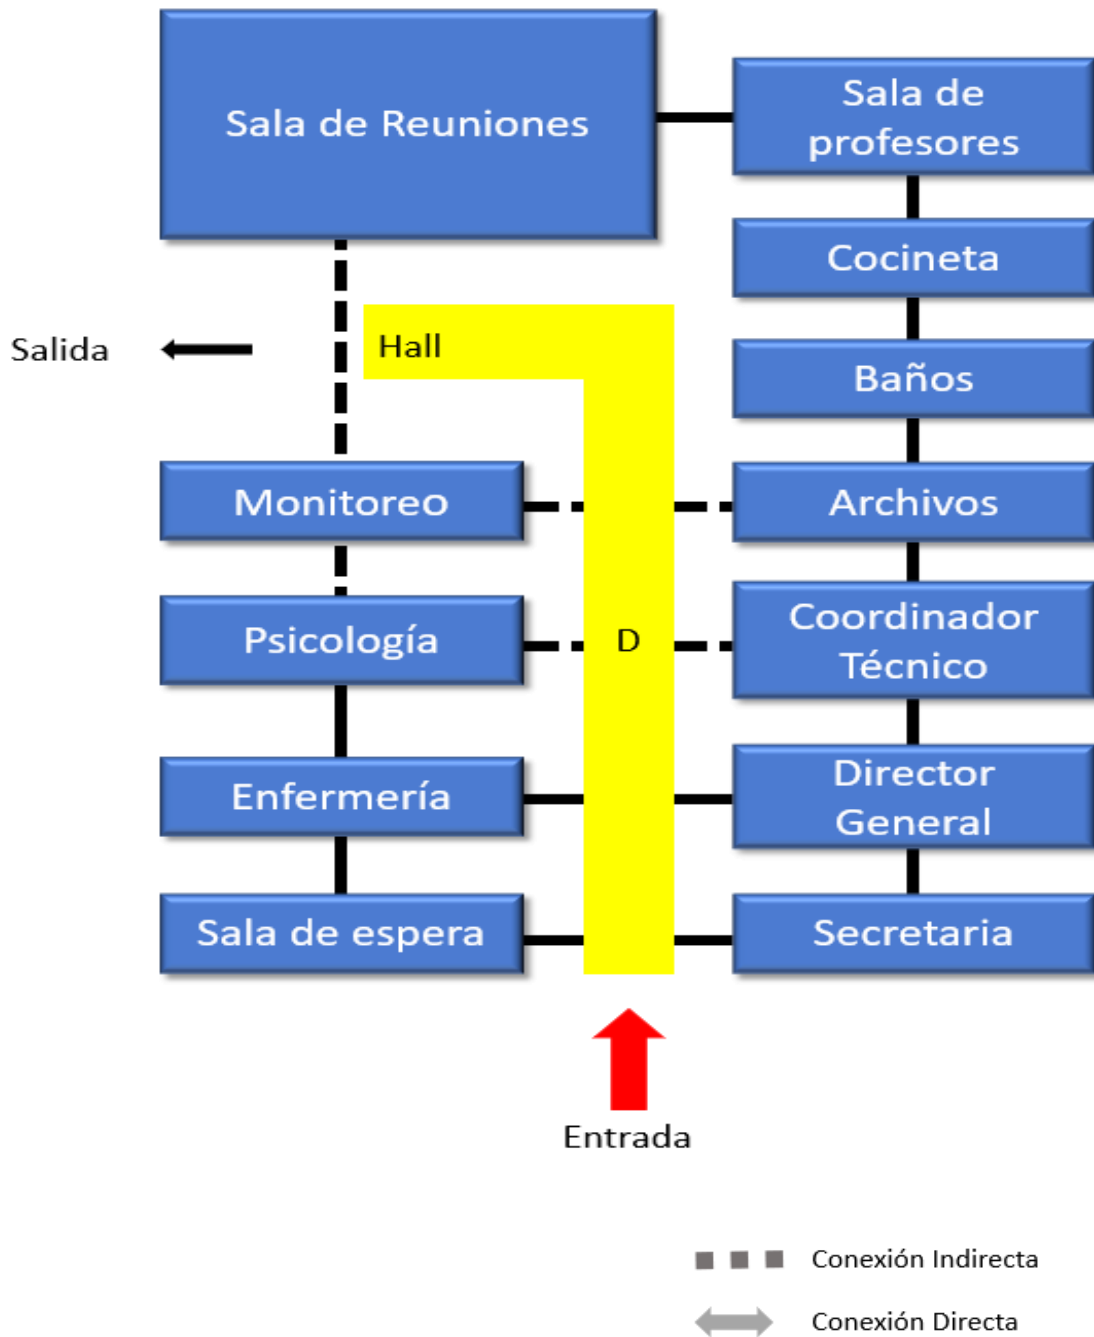 Sala de Reuniones
Sala de
profesores
Cocineta
Salida
Hall
Baños
Monitoreo
Archivos
Psicología
D
Coordinador
Técnico
Enfermería
Director
General
Sala de espera
Secretaria
Entrada
Conexión Indirecta
Conexión Directa